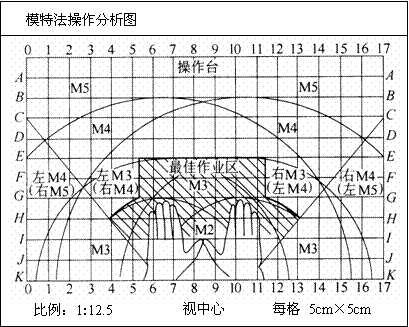 模特法操作分析图
0 1 2 3 4 5 6 7 8 9 10 11 12 13 14 15 16 17
操作台
A A
M5 M5
B B
C C
M4 M4
D D
E E
最佳作业区
左M4 左M3 右M3 右M4
F F
(右M5) (右M4) M3 (左M4) (左M5)
G G
H H
M2
I I
M3 M3
J J
K K
0 1 2 3 4 5 6 7 8 9 10 11 12 13 14 15 16 17
比例：1:12.5 视中心 每格 5cm×5cm